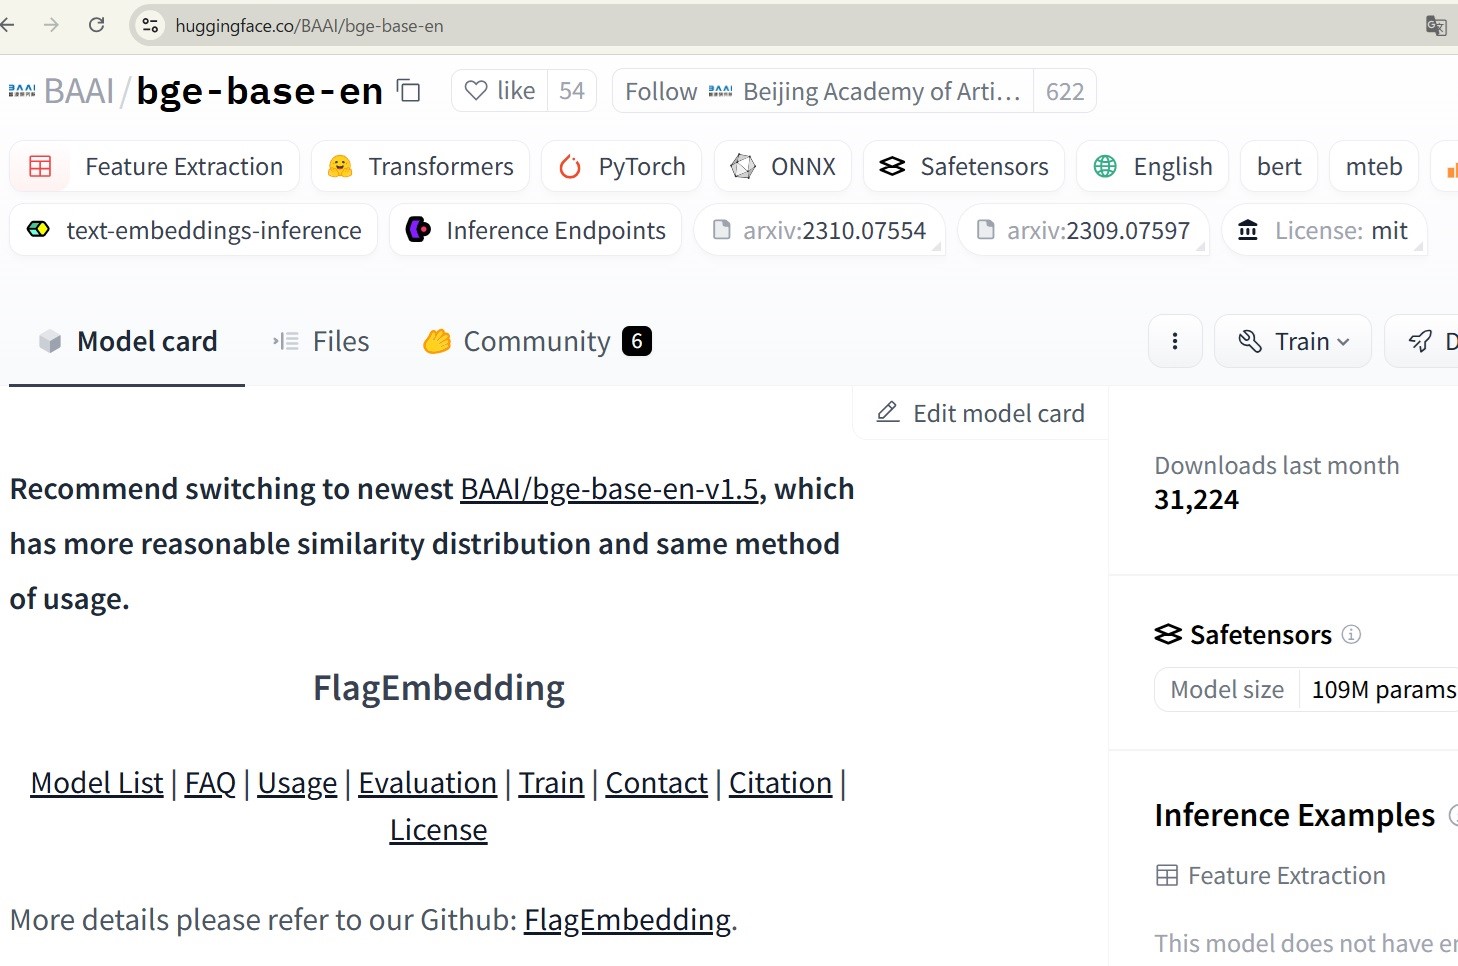 huggingface.co/BAAI/bge-base-en
BAAI/bge-base-en like 54 Follow Beijing Academy of Arti... 622
Feature Extraction Transformers PyTorch ONNX Safetensors English bert mteb
text-embeddings-inference Inference Endpoints arxiv:2310.07554 arxiv:2309.07597 License: mit
Model card Files Community 6 Train D
Edit model card
Recommend switching to newest BAAI/bge-base-en-v1.5, which
has more reasonable similarity distribution and same method
of usage.
FlagEmbedding
Model List | FAQ | Usage | Evaluation | Train | Contact | Citation |
License
More details please refer to our Github: FlagEmbedding.
Downloads last month
31,224
Safetensors
Model size 109M params
Inference Examples
Feature Extraction
This model does not have